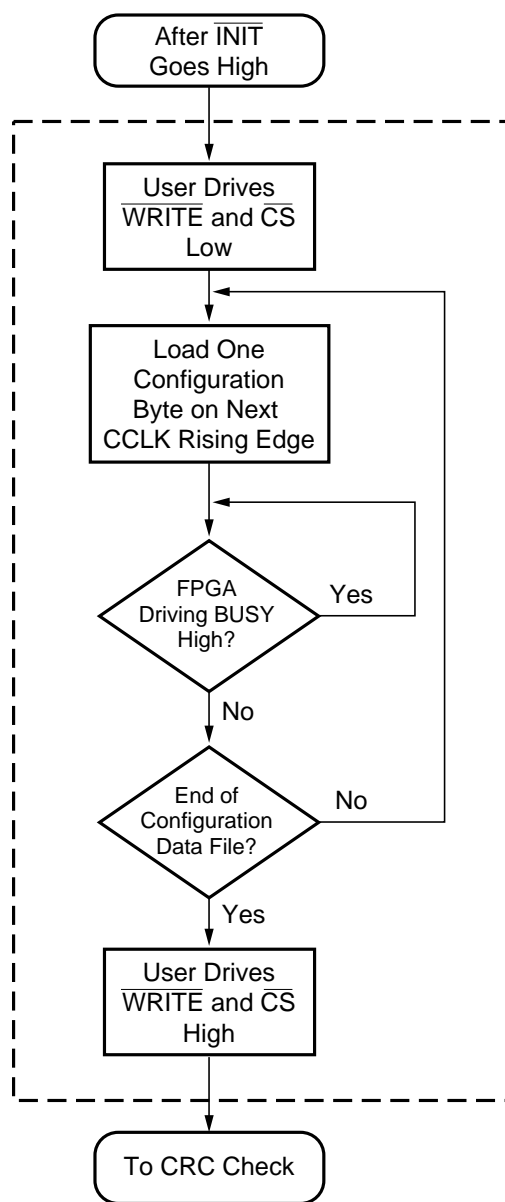 After INIT
Goes High
User Drives
WRITE and CS
Low
Load One
Configuration
Byte on Next
CCLK Rising Edge
FPGA
Driving BUSY
High?
Yes
No
End of
Configuration
Data File?
No
Yes
User Drives
WRITE and CS
High
To CRC Check